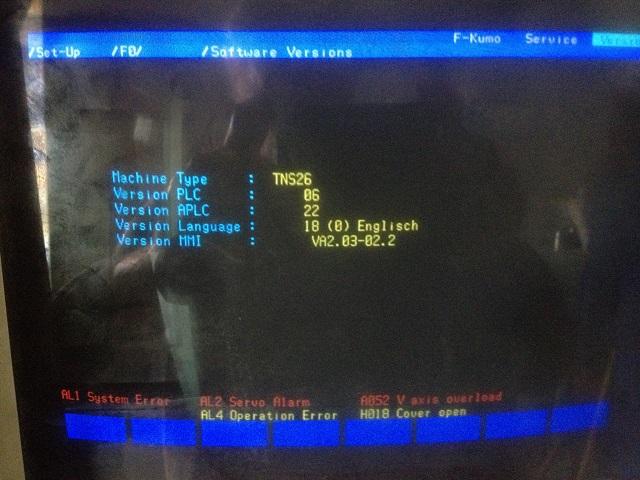 F-Kumo Service
/Set-Up /F0/ /Software Versions
Machine Type : TNS26
Version PLC : 06
Version APLC : 22
Version Language : 18 (0) Englisch
Version MMI : VA2.03-02.2
AL1 System Error AL2 Servo Alarm A052 V axis overload
AL4 Operation Error H018 Cover open